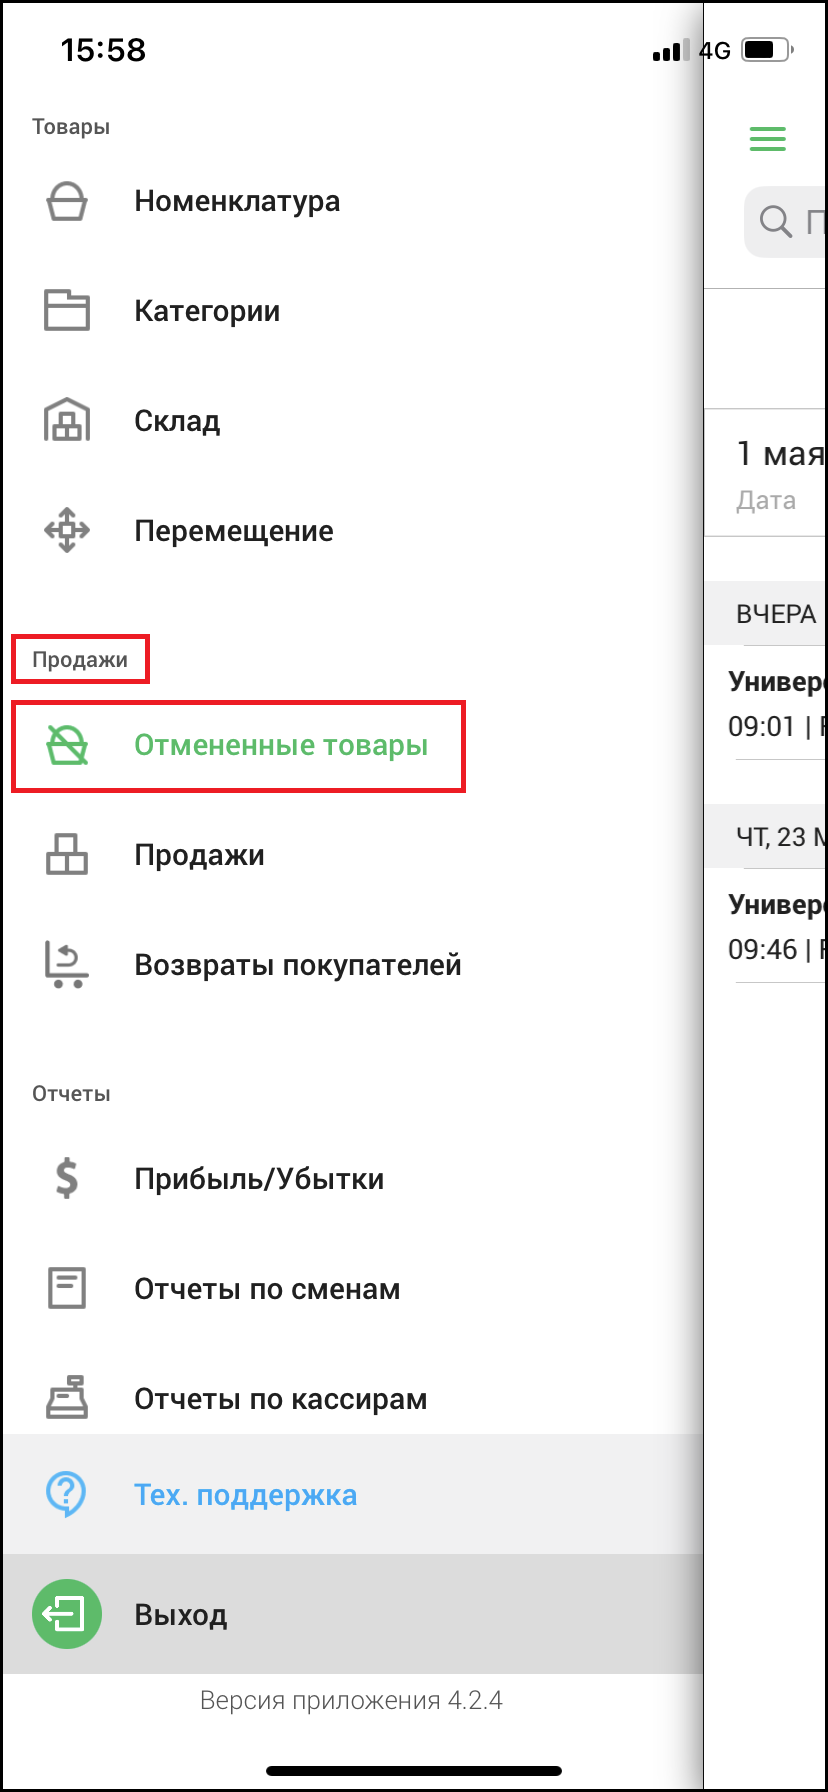 15:58
4G
Товары
Номенклатура
Категории
Склад
Перемещение
Продажи
Отмененные товары
Продажи
Возвраты покупателей
Отчеты
Прибыль/Убытки
Отчеты по сменам
Отчеты по кассирам
Тех. поддержка
Выход
Версия приложения 4.2.4
1 мая
Дата
ВЧЕРА
Универ
09:01 |
ЧТ, 23
Универ
09:46 |